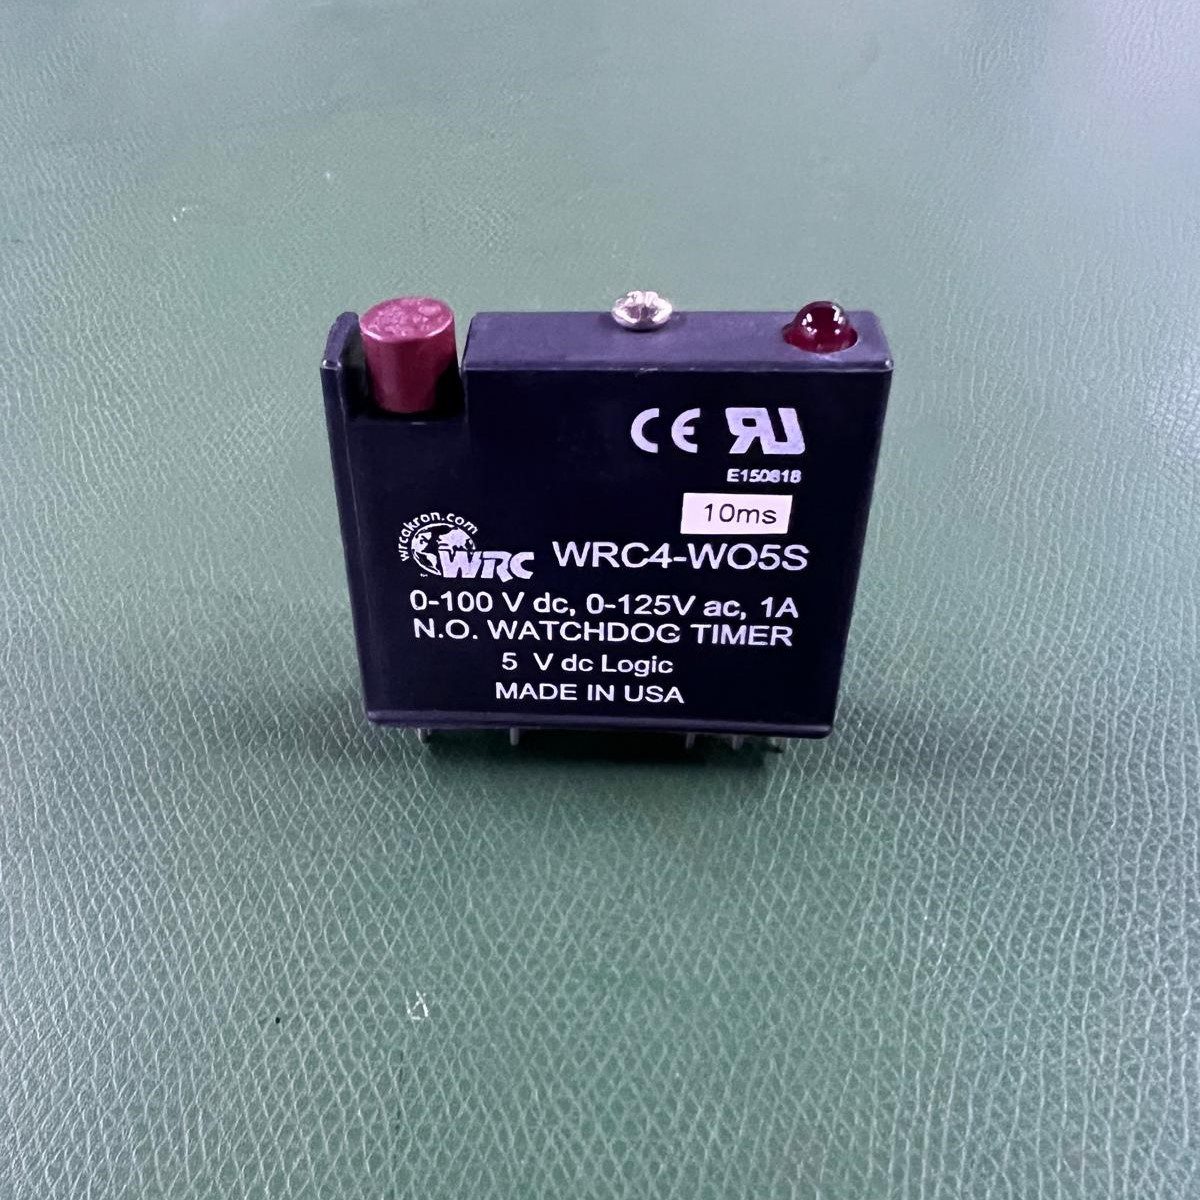 CE RU
E150818
10ms
wrcakron.com
WRC WRC4-WO5S
0-100 V dc, 0-125V ac, 1A
N.O. WATCHDOG TIMER
5 V dc Logic
MADE IN USA